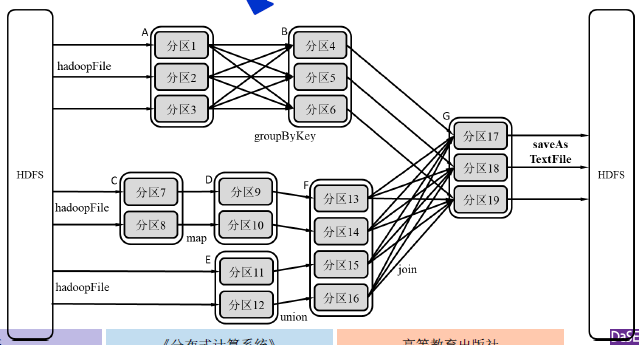 HDFS
hadoopFile
A
分区1
分区2
分区3
B
分区4
分区5
分区6
groupByKey
hadoopFile
C
分区7
分区8
map
D
分区9
分区10
hadoopFile
E
分区11
分区12
union
F
分区13
分区14
分区15
分区16
join
G
分区17
分区18
分区19
saveAs
TextFile
HDFS
《分布式计算系统》
高等教育出版社
DaSE